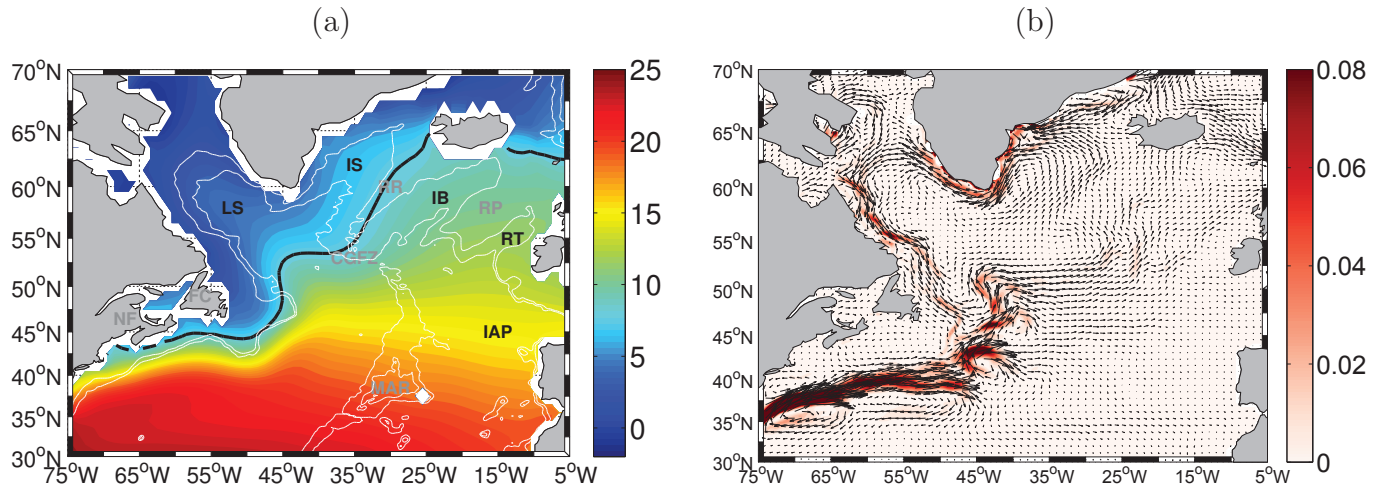 (a)
70°N
65°N
60°N
55°N
50°N
45°N
40°N
35°N
30°N
75°W 65°W 55°W 45°W 35°W 25°W 15°W 5°W
IS
RR
LS
IB
RP
RT
CGFZ
FC
NF
IAP
MAR
25
20
15
10
5
0
(b)
70°N
65°N
60°N
55°N
50°N
45°N
40°N
35°N
30°N
75°W 65°W 55°W 45°W 35°W 25°W 15°W 5°W
0.08
0.06
0.04
0.02
0